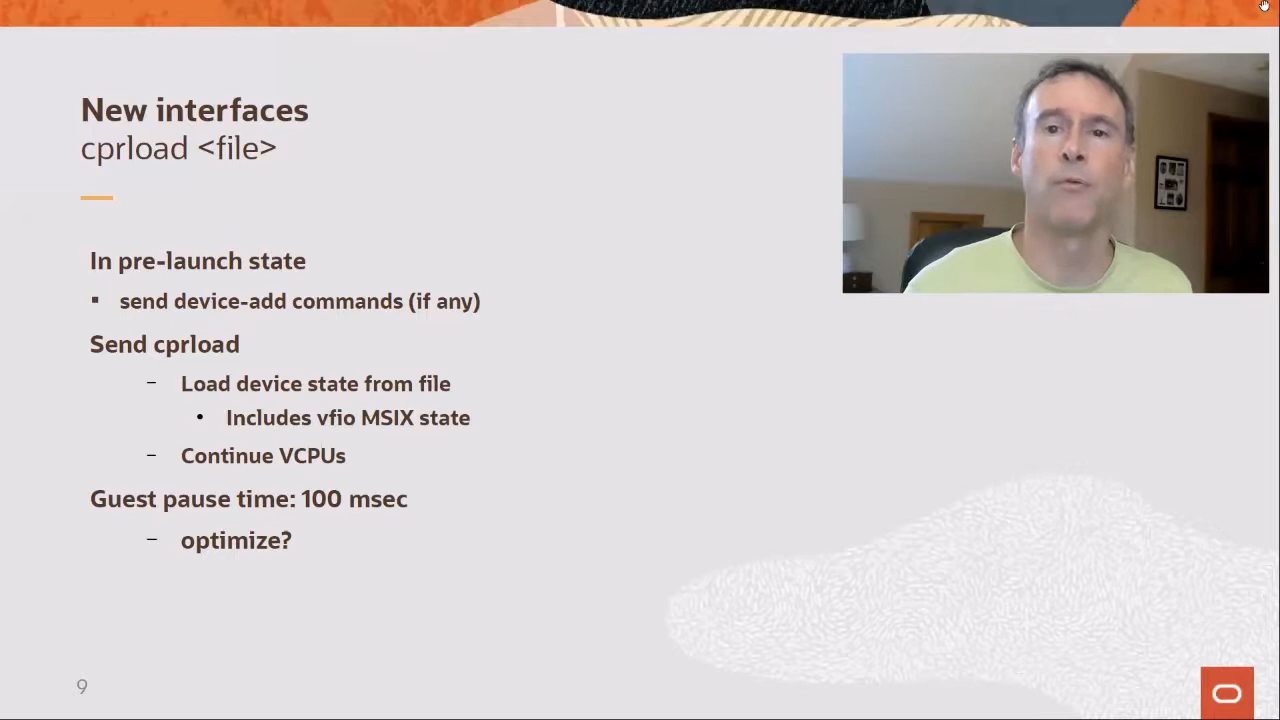 New interfaces
cprload <file>
In pre-launch state
▪ send device-add commands (if any)
Send cprload
– Load device state from file
• Includes vfio MSIX state
– Continue VCPUs
Guest pause time: 100 msec
– optimize?
9